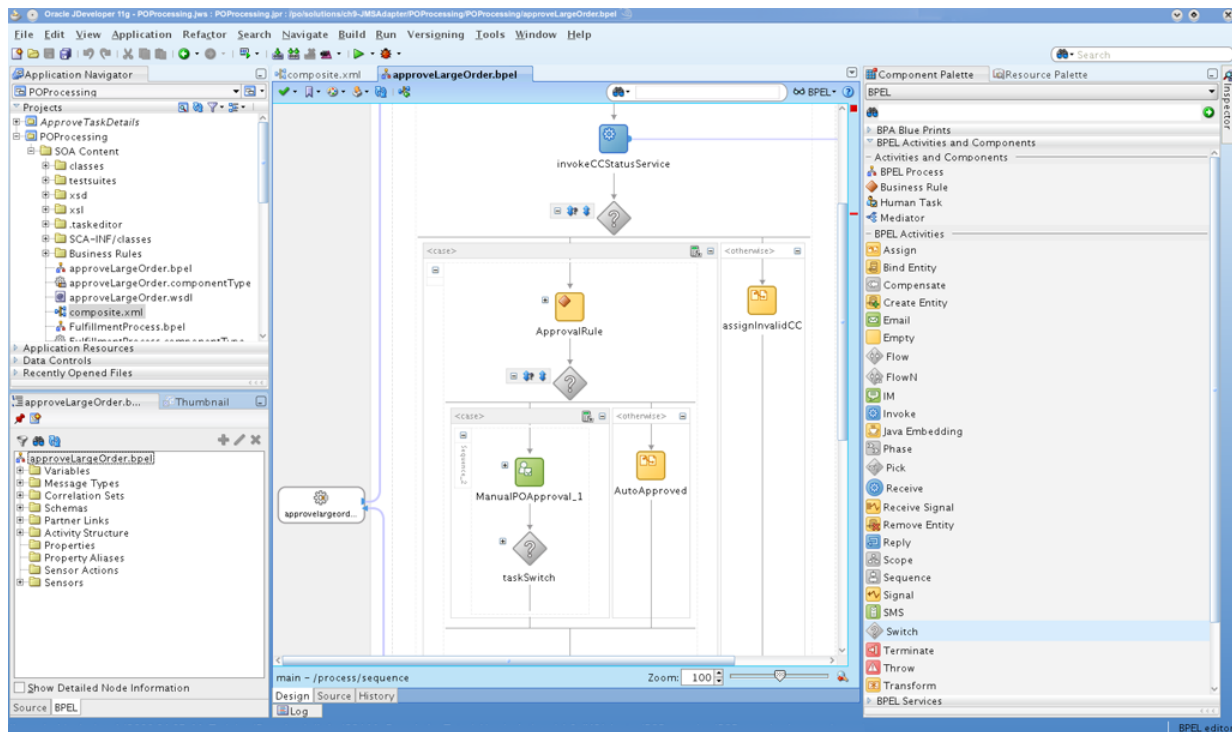 Oracle JDeveloper 11g - POProcessing.jws : POProcessing.jpr : /po/solutions/ch9-JMSAdapter/POProcessing/POProcessing/approveLargeOrder.bpel
File Edit View Application Refactor Search Navigate Build Run Versigning Tools Window Help
Search
Application Navigator
POProcessing
Projects
ApproveTaskDetails
POProcessing
SOA Content
classes
testsuites
xsd
xsl
.taskeditor
SCA-INF/classes
Business Rules
approveLargeOrder.bpel
approveLargeOrder.componentType
approveLargeOrder.wsdl
composite.xml
FulfillmentProcess.bpel
FulfillmentProcess.componentType
Application Resources
Data Controls
Recently Opened Files
approveLargeOrder.b...
Thumbnail
approveLargeOrder.bpel
Variables
Message Types
Correlation Sets
Schemas
Partner Links
Activity Structure
Properties
Property Aliases
Sensor Actions
Sensors
Show Detailed Node Information
Source BPEL
composite.xml
approveLargeOrder.bpel
BPEL
invokeCCStatusService
<case>
<otherwise>
ApprovalRule
assignInvalidCC
<case>
<otherwise>
Sequence_2
ManualPOApproval_1
AutoApproved
approvelargeord...
taskSwitch
main - /process/sequence
Zoom: 100
Design Source History
Log
Component Palette
Resource Palette
Inspector
BPEL
BPA Blue Prints
BPEL Activities and Components
Activities and Components
BPEL Process
Business Rule
Human Task
Mediator
BPEL Activities
Assign
Bind Entity
Compensate
Create Entity
Email
Empty
Flow
FlowN
IM
Invoke
Java Embedding
Phase
Pick
Receive
Receive Signal
Remove Entity
Reply
Scope
Sequence
Signal
SMS
Switch
Terminate
Throw
Transform
BPEL Services
BPEL editor